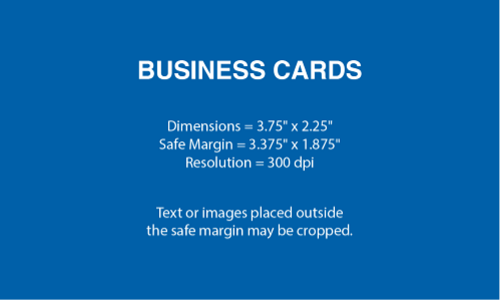 BUSINESS CARDS
Dimensions = 3.75" x 2.25"
Safe Margin = 3.375" x 1.875"
Resolution = 300 dpi
Text or images placed outside
the safe margin may be cropped.